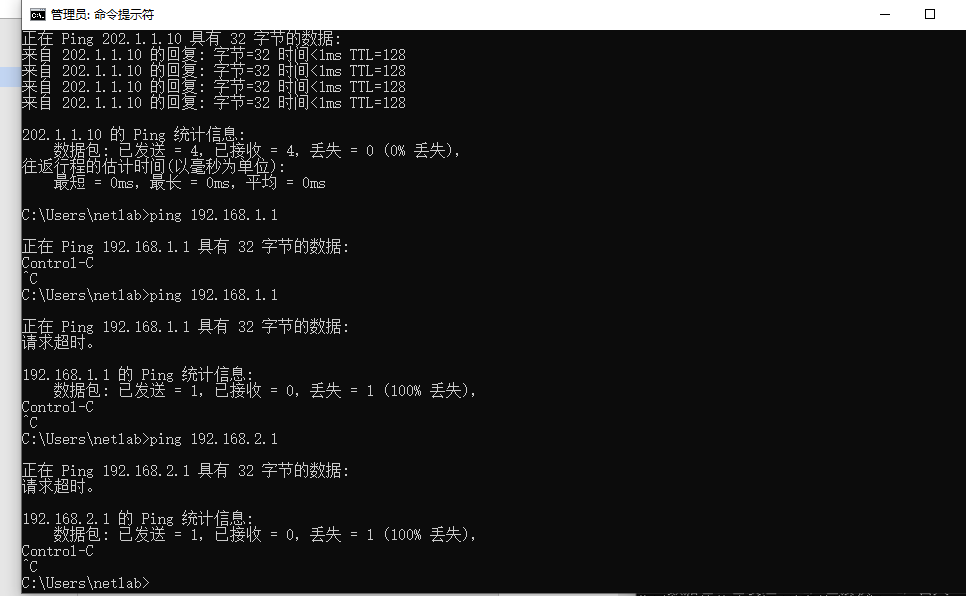 管理员: 命令提示符
正在 Ping 202.1.1.10 具有 32 字节的数据:
来自 202.1.1.10 的回复: 字节=32 时间<1ms TTL=128
来自 202.1.1.10 的回复: 字节=32 时间<1ms TTL=128
来自 202.1.1.10 的回复: 字节=32 时间<1ms TTL=128
来自 202.1.1.10 的回复: 字节=32 时间<1ms TTL=128
202.1.1.10 的 Ping 统计信息:
数据包: 已发送 = 4, 已接收 = 4, 丢失 = 0 (0% 丢失),
往返行程的估计时间(以毫秒为单位):
最短 = 0ms, 最长 = 0ms, 平均 = 0ms
C:\Users\netlab>ping 192.168.1.1
正在 Ping 192.168.1.1 具有 32 字节的数据:
Control-C
^C
C:\Users\netlab>ping 192.168.1.1
正在 Ping 192.168.1.1 具有 32 字节的数据:
请求超时。
192.168.1.1 的 Ping 统计信息:
数据包: 已发送 = 1, 已接收 = 0, 丢失 = 1 (100% 丢失),
Control-C
^C
C:\Users\netlab>ping 192.168.2.1
正在 Ping 192.168.2.1 具有 32 字节的数据:
请求超时。
192.168.2.1 的 Ping 统计信息:
数据包: 已发送 = 1, 已接收 = 0, 丢失 = 1 (100% 丢失),
Control-C
^C
C:\Users\netlab>